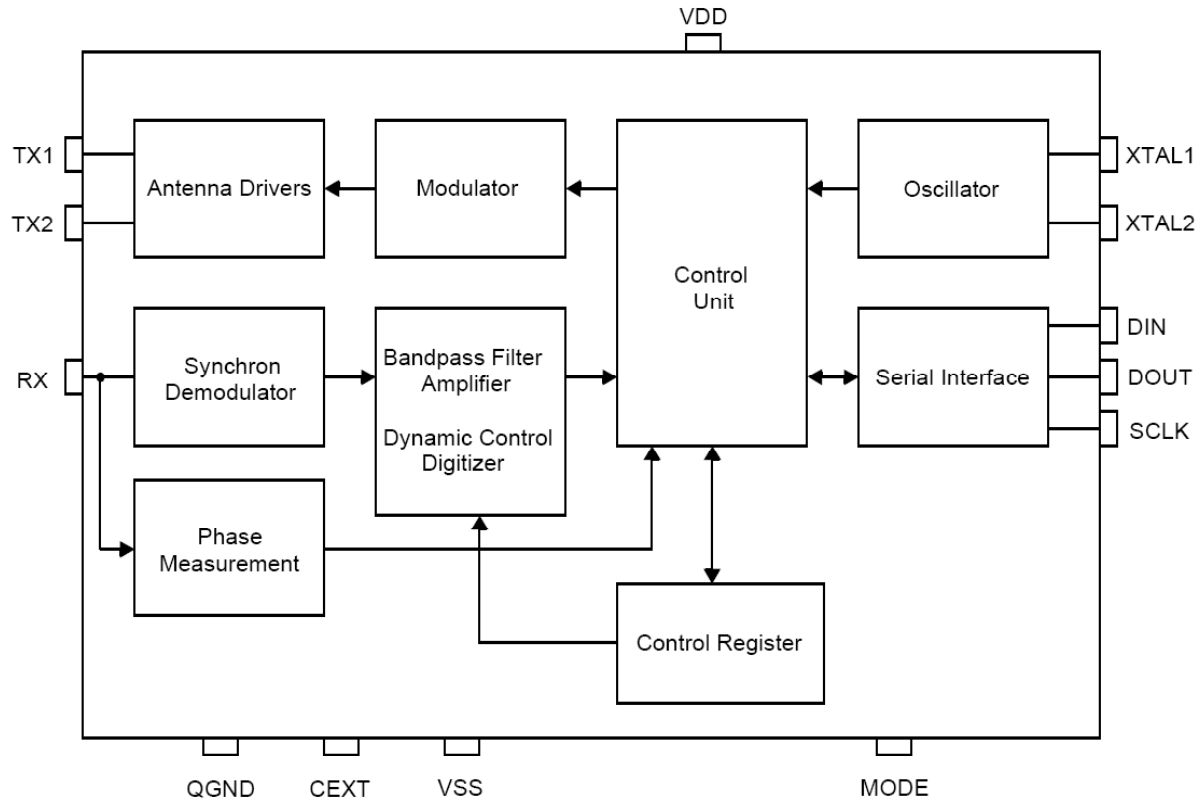 VDD
TX1
TX2
Antenna Drivers
Modulator
Control
Unit
Oscillator
XTAL1
XTAL2
RX
Synchron
Demodulator
Bandpass Filter
Amplifier
Dynamic Control
Digitizer
Serial Interface
DIN
DOUT
SCLK
Phase
Measurement
Control Register
QGND
CEXT
VSS
MODE